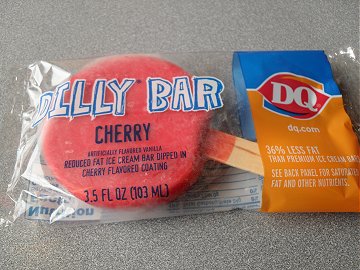 DILLY BAR
CHERRY
ARTIFICIALLY FLAVORED VANILLA
REDUCED FAT ICE CREAM BAR DIPPED IN
CHERRY FLAVORED COATING
3.5 FL OZ (103 ML)
DQ
dq.com
36% LESS FAT
THAN PREMIUM ICE CREAM
SEE BACK PANEL FOR
FAT AND OTHER NUTRIENTS.